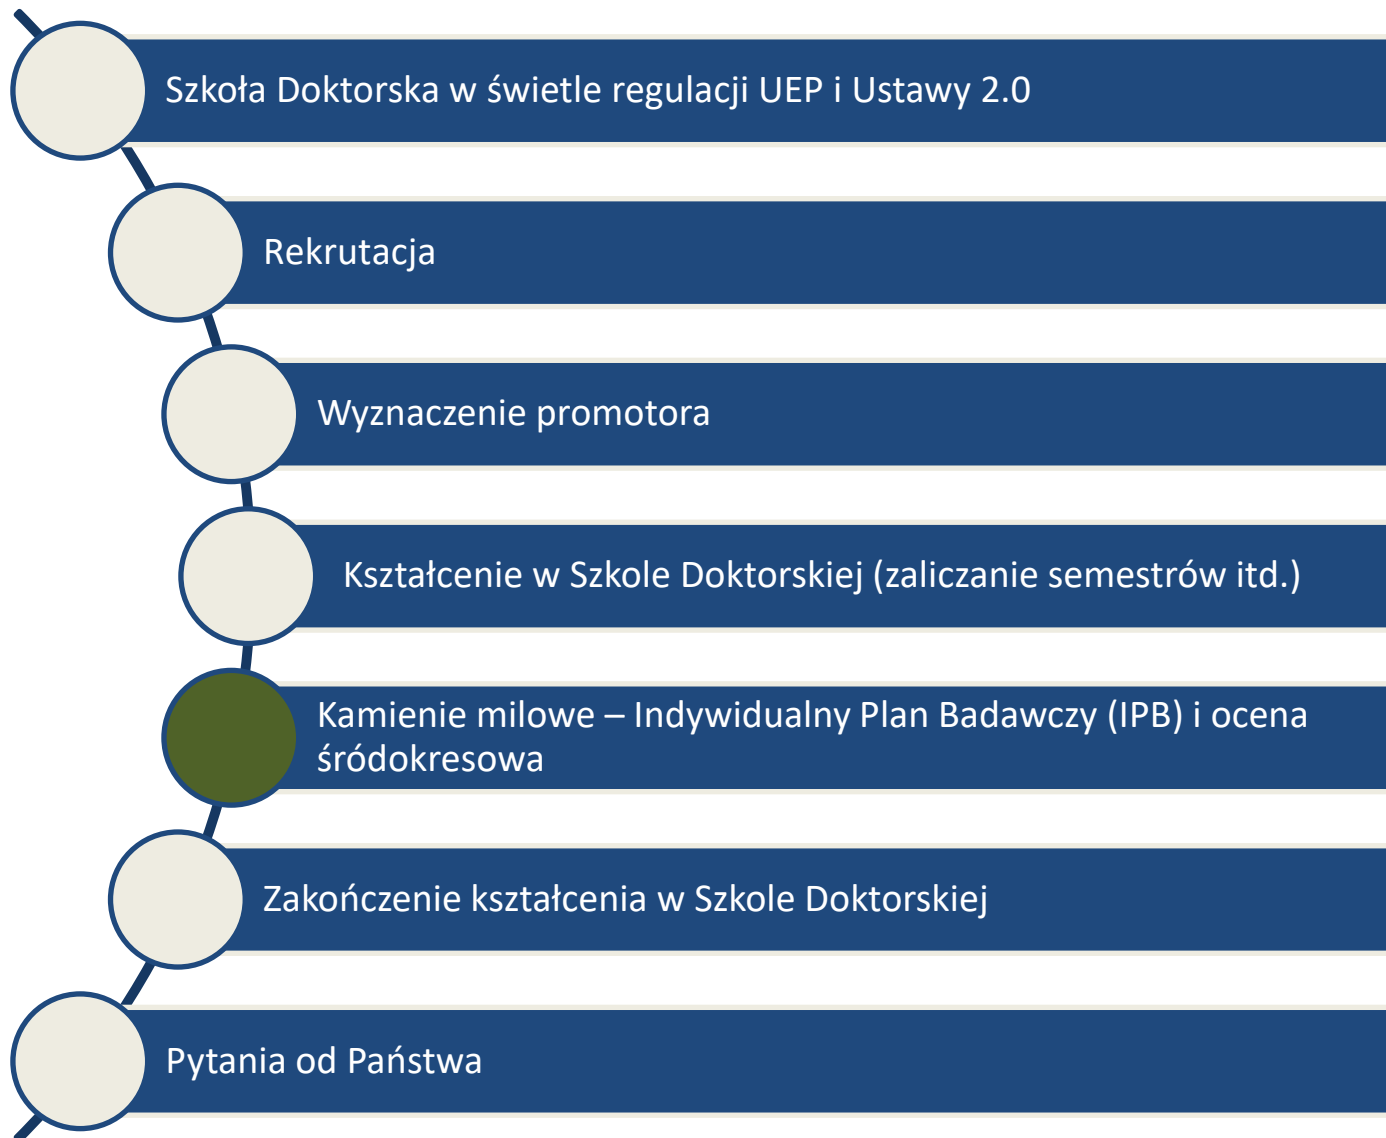 Szkoła Doktorska w świetle regulacji UEP i Ustawy 2.0
Rekrutacja
Wyznaczenie promotora
Kształcenie w Szkole Doktorskiej (zaliczanie semestrów itd.)
Kamienie milowe – Indywidualny Plan Badawczy (IPB) i ocena
śródokresowa
Zakończenie kształcenia w Szkole Doktorskiej
Pytania od Państwa